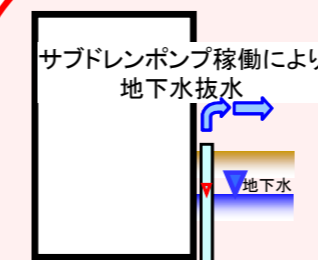 サブドレンポンプ稼働により
地下水抜水
地下水